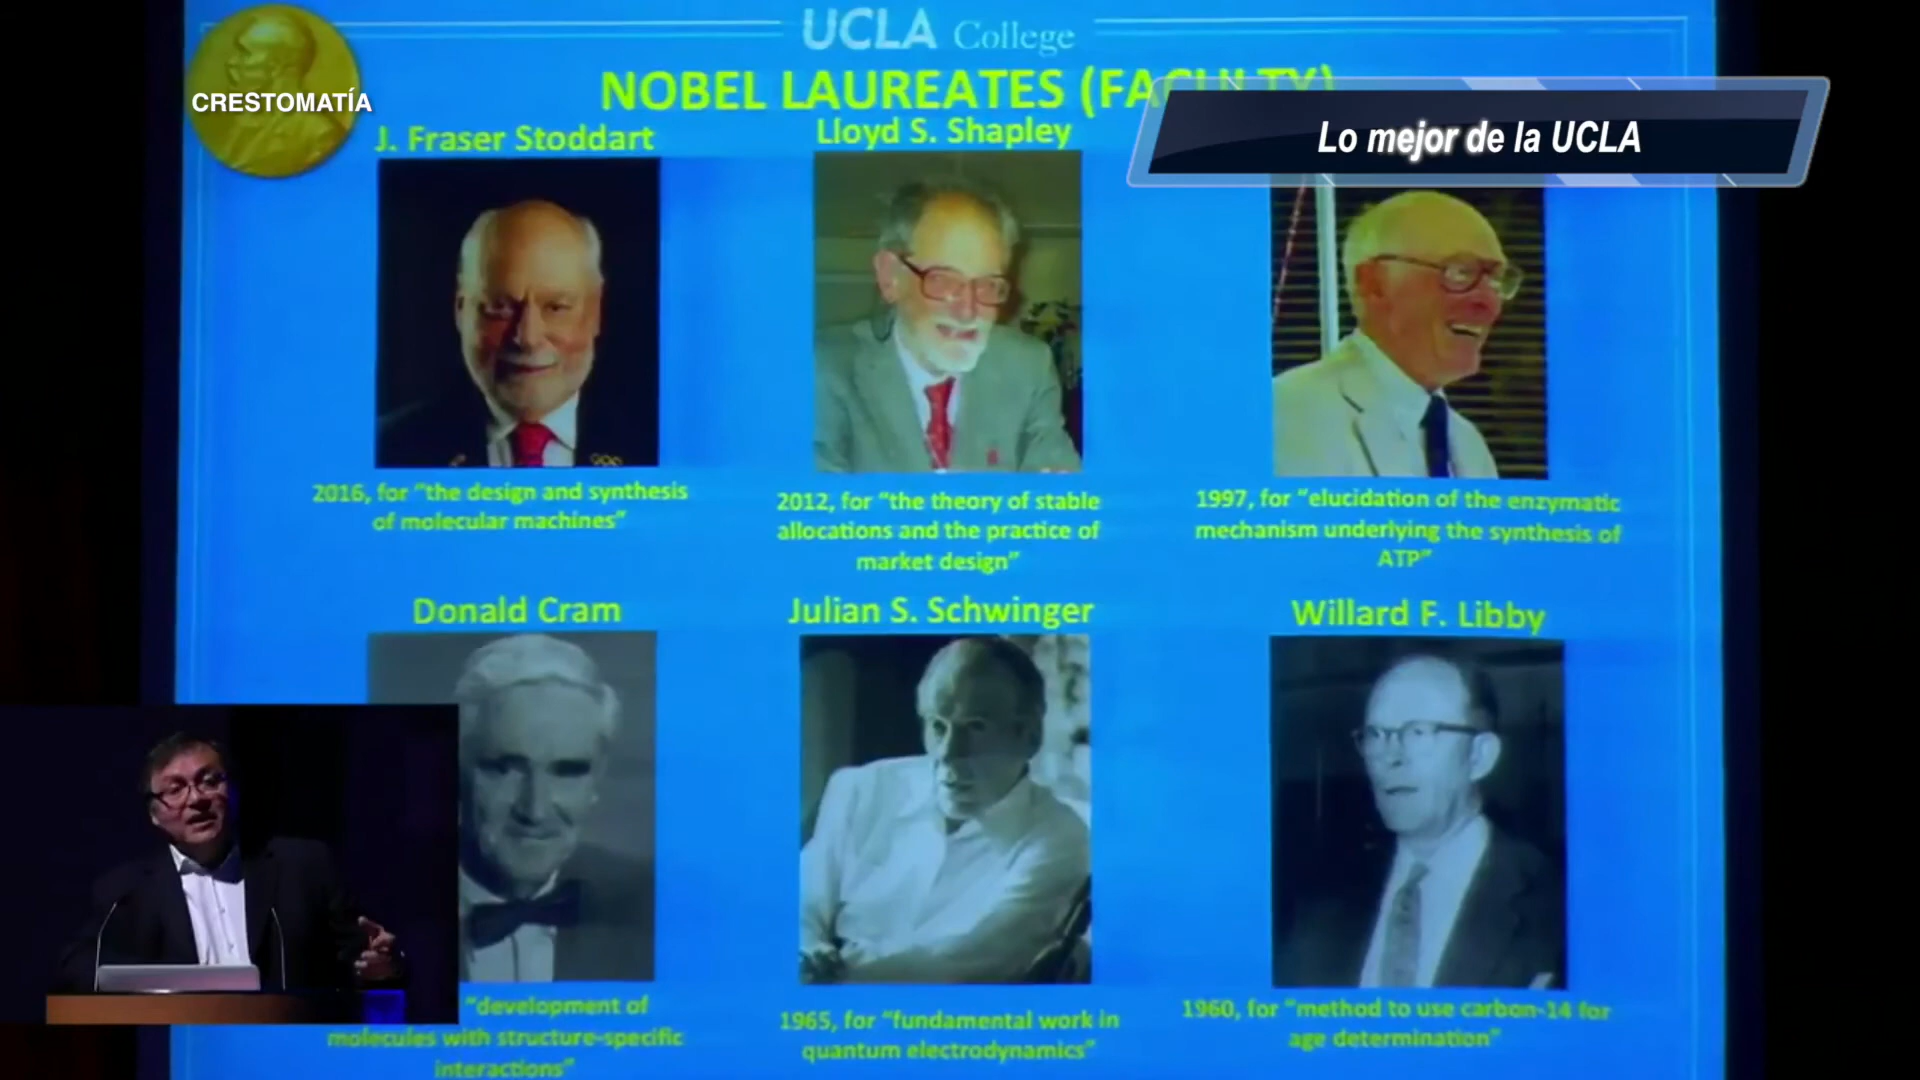 UCLA College
NOBEL LAUREATES (FACULTY)
CRESTOMATÍA
Lo mejor de la UCLA
J. Fraser Stoddart
Lloyd S. Shapley
2016, for "the design and synthesis
of molecular machines"
2012, for "the theory of stable
allocations and the practice of
market design"
1997, for "elucidation of the enzymatic
mechanism underlying the synthesis of
ATP"
Donald Cram
Julian S. Schwinger
Willard F. Libby
"development of
molecules with structure-specific
interactions"
1965, for "fundamental work in
quantum electrodynamics"
1960, for "method to use carbon-14 for
age determination"